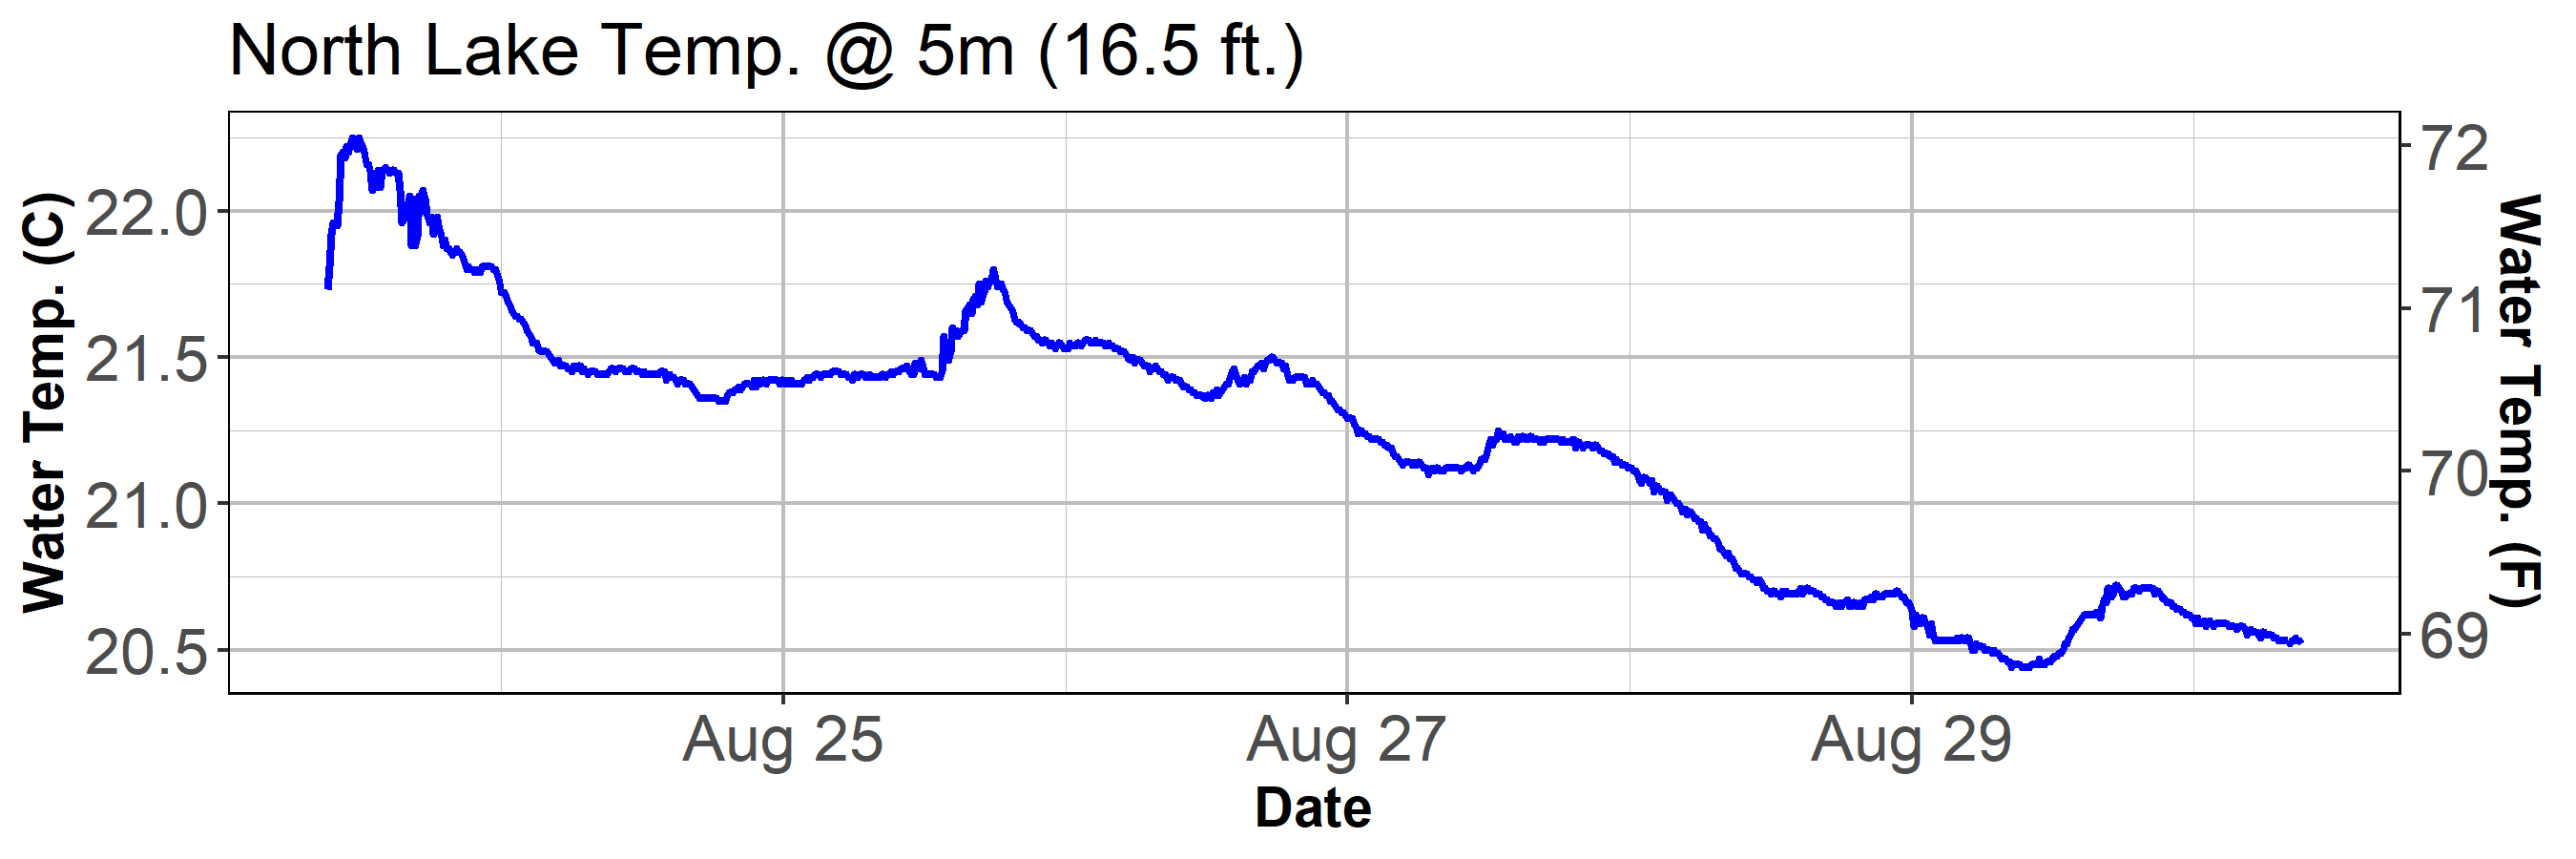 North Lake Temp. @ 5m (16.5 ft.)
Water Temp. (C)
22.0
21.5
21.0
20.5
72
71
70
69
Water Temp. (F)
Aug 25
Aug 27
Aug 29
Date